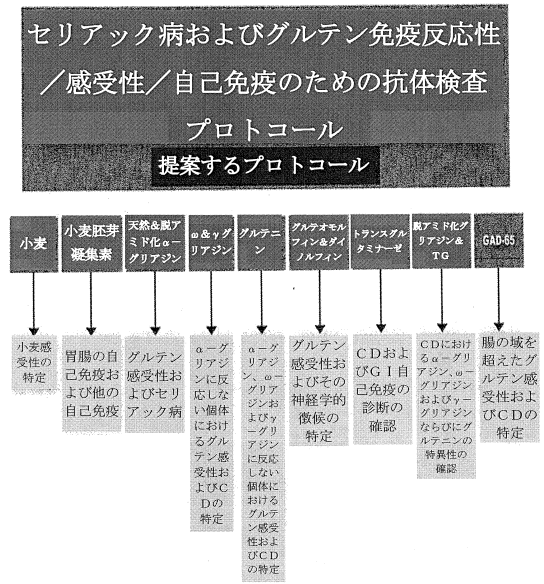 セリアック病およびグルテン免疫反応性
／感受性／自己免疫のための抗体検査
プロトコール
提案するプロトコール
小麦
小麦胚芽
凝集素
天然＆脱ア
ミド化α－
グリアジン
ω＆γグ
リアジン
グルテニ
ン
グルテオモル
フィン＆ダイ
ノルフィン
トランスグル
タミナーゼ
脱アミド化グ
リアジン＆
TG
GAD-65
小麦感
受性の
特定
胃腸の自
己免疫お
よび他の
自己免疫
グルテン
感受性お
よびセリ
アック病
α－グリ
アジンに
反応しな
い個体に
おけるグ
ルテン感
受性およ
びCDの
特定
α－グリ
アジン、
ω－グリ
アジンお
よびγ－
グリアジ
ンに反応
しない個
体におけ
るグルテ
ン感受性
およびCD
の特定
グルテン
感受性お
よびその
神経学的
徴候の
特定
CDおよ
びGI自
己免疫の
診断の
確認
CDにおけ
るα－グリ
アジン、ω－
グリアジン
およびγ－
グリアジン
ならびにグ
ルテニンの
特異性の
確認
腸の域を
超えたグ
ルテン感
受性およ
びCDの
特定